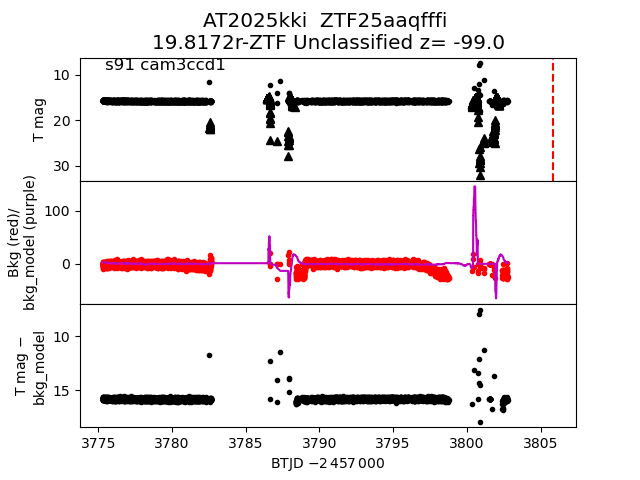 AT2025kki  ZTF25aaqfffi
19.8172r-ZTF Unclassified z= -99.0
s91 cam3ccd1
T mag
10
20
30
Bkg (red)/
bkg_model (purple)
100
0
T mag −
bkg_model
10
15
3775 3780 3785 3790 3795 3800 3805
BTJD −2 457 000